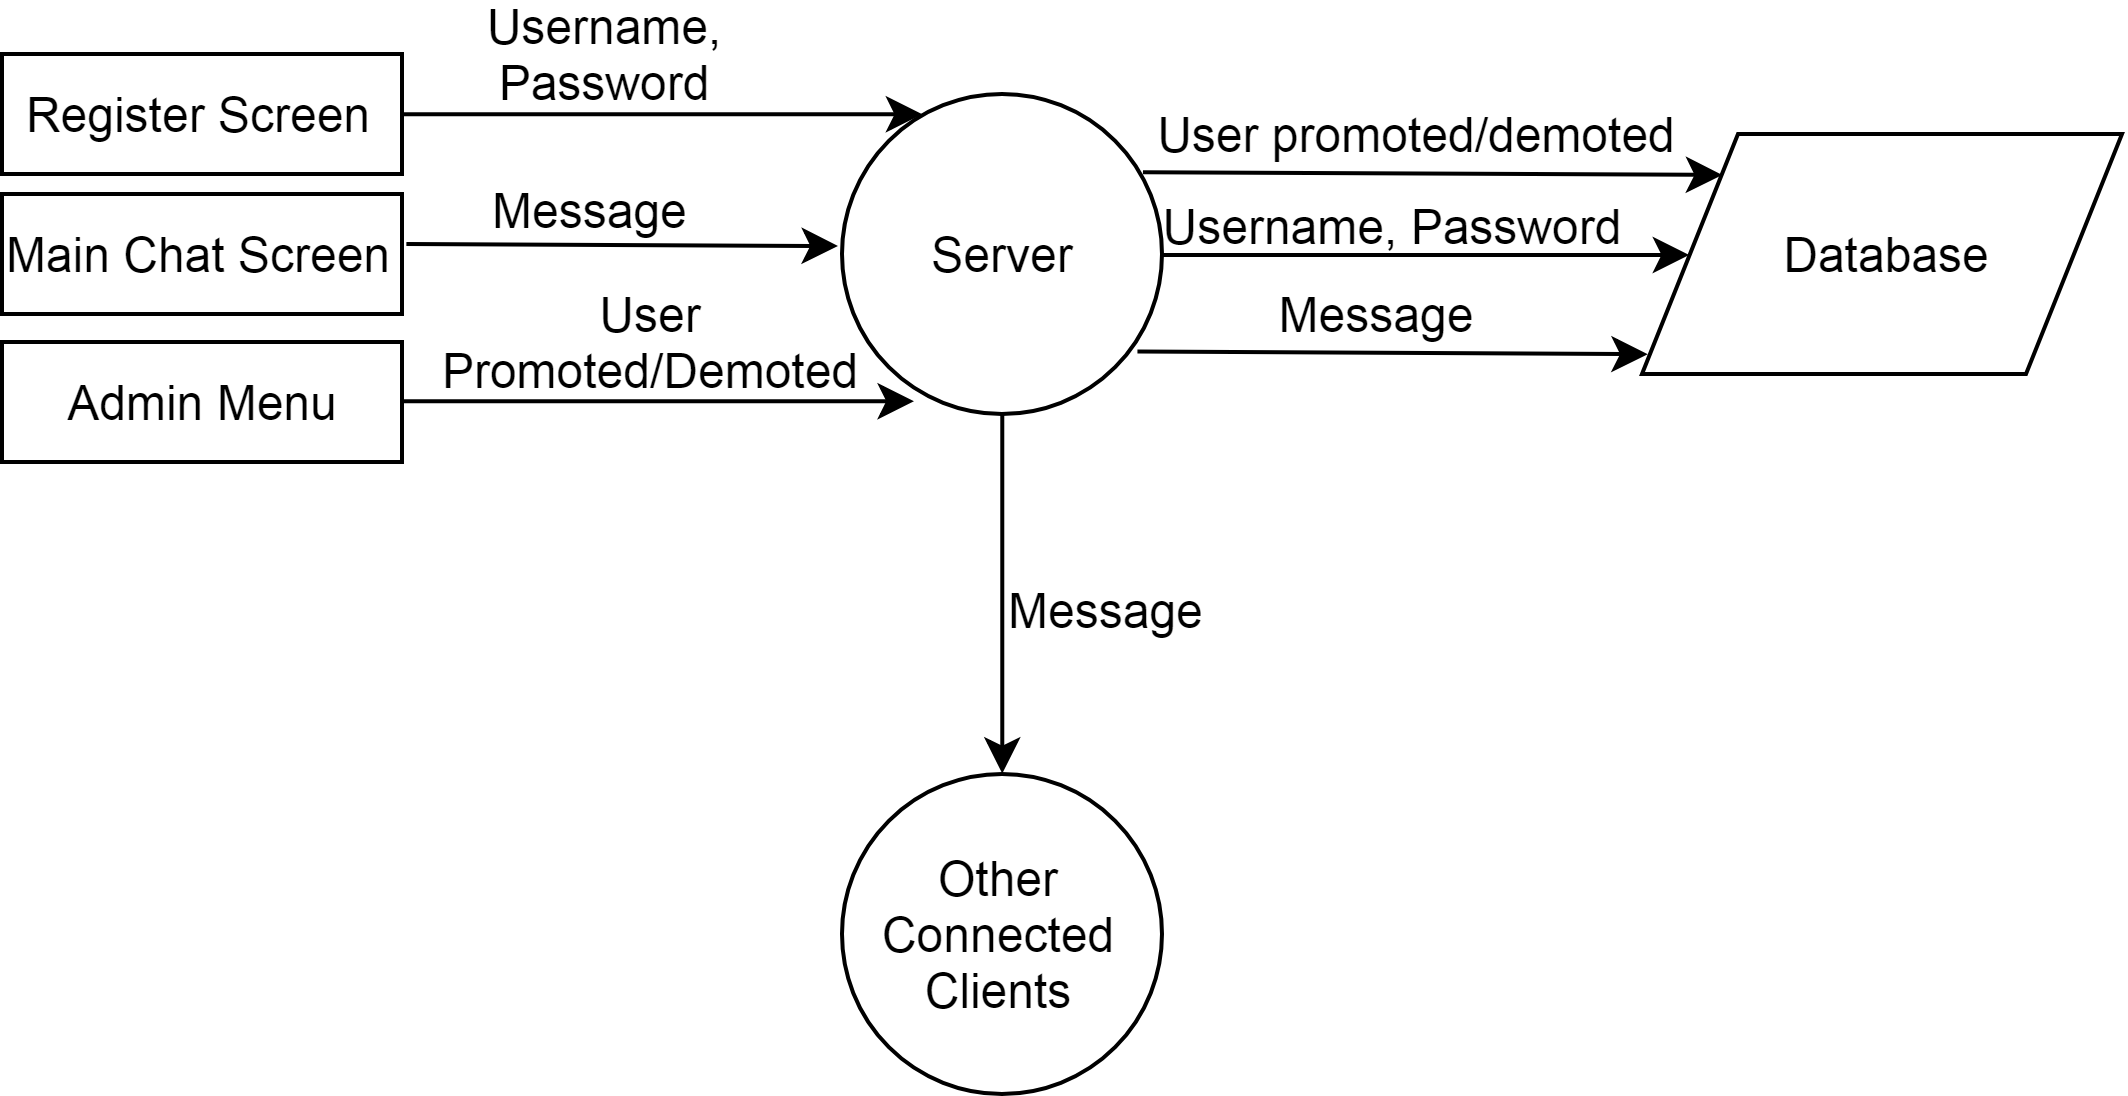 Username,
Password
Register Screen
User promoted/demoted
Message
Username, Password
Main Chat Screen
Server
Database
User
Promoted/Demoted
Message
Admin Menu
Message
Other
Connected
Clients